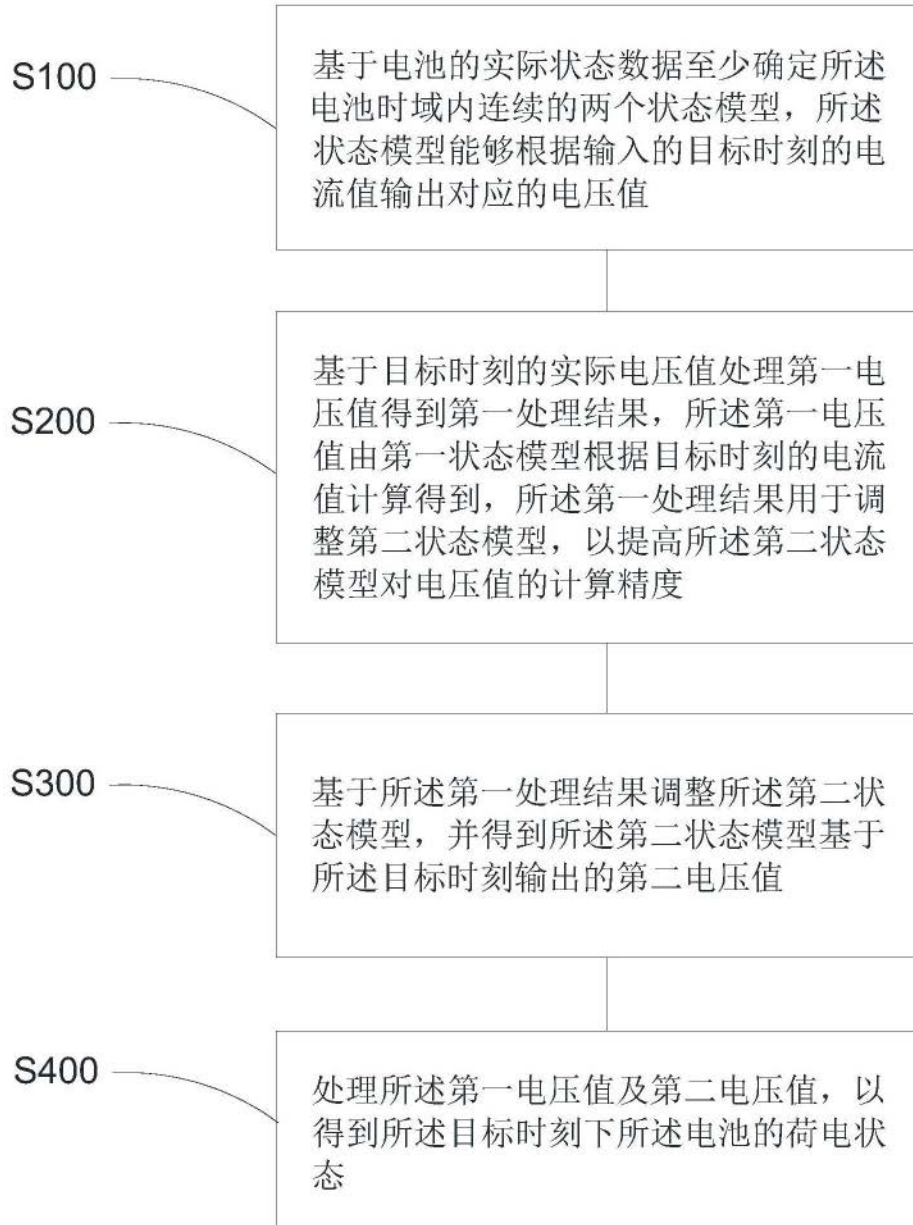 S100
基于电池的实际状态数据至少确定所述
电池时域内连续的两个状态模型，所述
状态模型能够根据输入的目标时刻的电
流值输出对应的电压值
S200
基于目标时刻的实际电压值处理第一电
压值得到第一处理结果，所述第一电压
值由第一状态模型根据目标时刻的电流
值计算得到，所述第一处理结果用于调
整第二状态模型，以提高所述第二状态
模型对电压值的计算精度
S300
基于所述第一处理结果调整所述第二状
态模型，并得到所述第二状态模型基于
所述目标时刻输出的第二电压值
S400
处理所述第一电压值及第二电压值，以
得到所述目标时刻下所述电池的荷电状
态